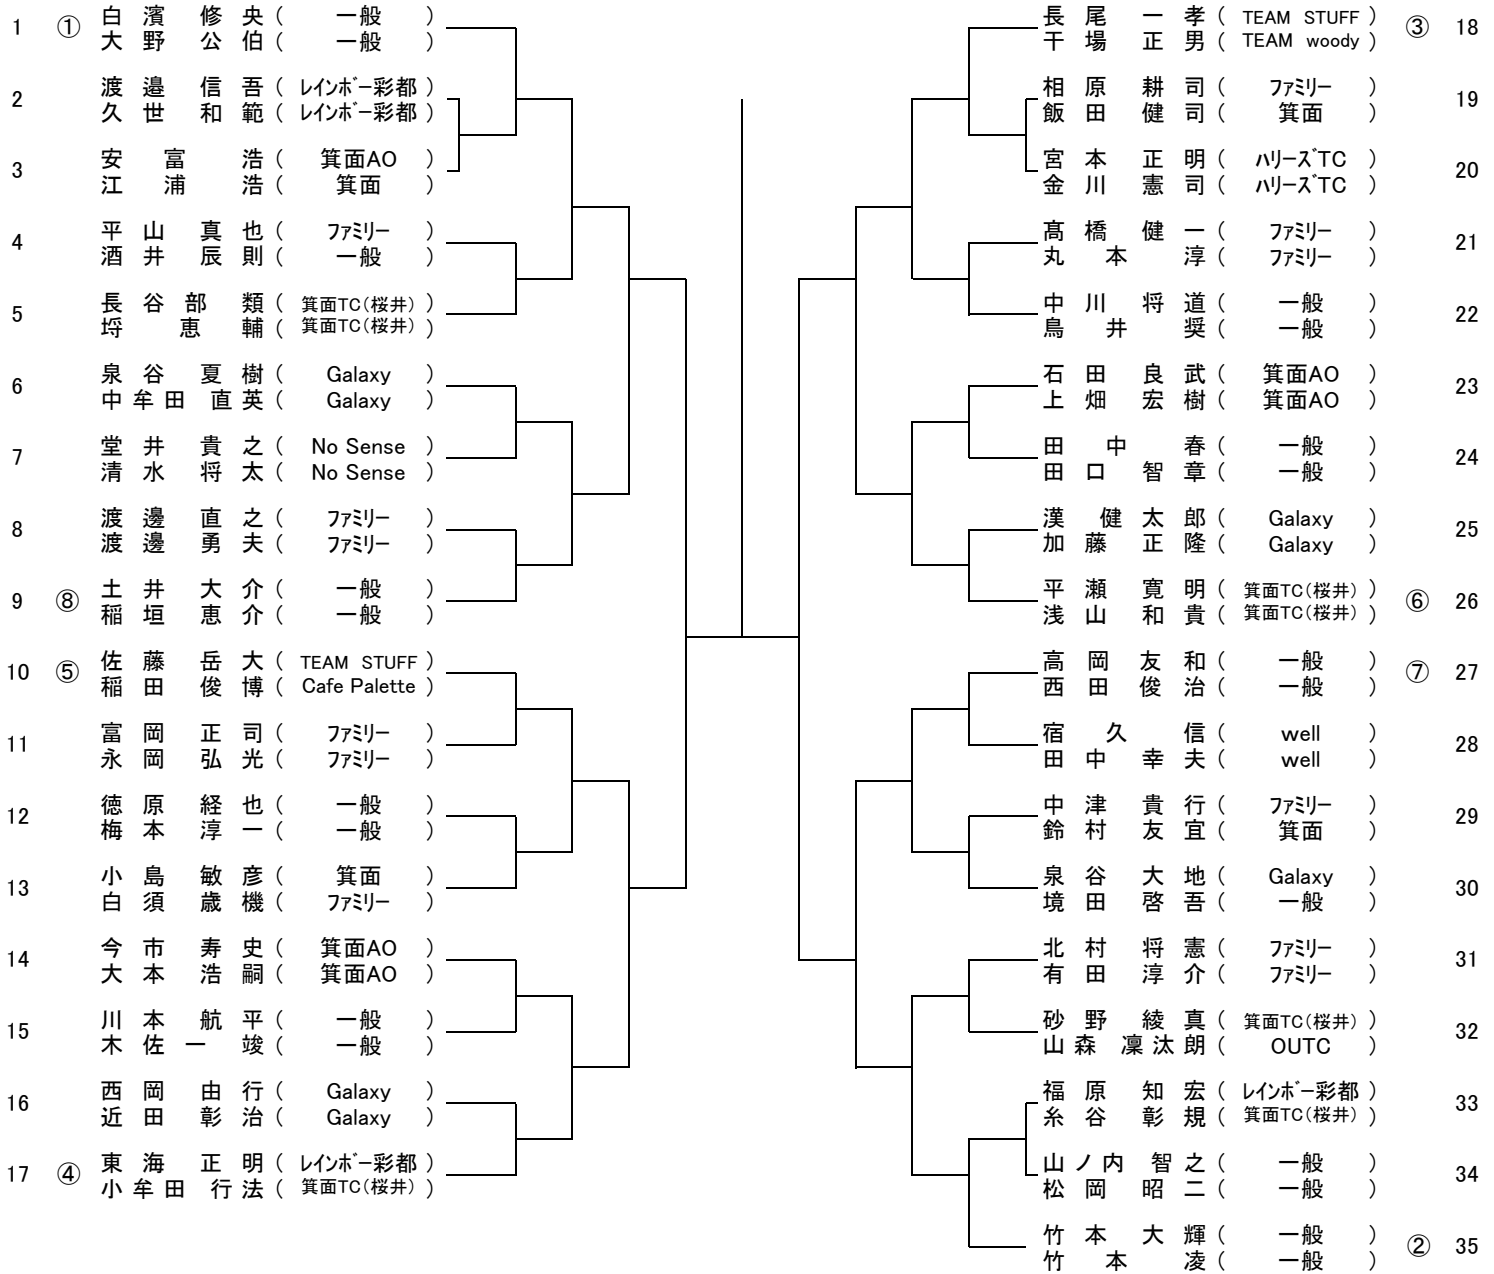 1 ① 白濱 修央 ( 一般 )
大野 公伯 ( 一般 )
2 渡邉 信吾 ( レインボー彩都 )
久世 和範 ( レインボー彩都 )
3 安富 浩 ( 箕面AO )
江浦 浩 ( 箕面 )
4 平山 真也 ( ファミリー )
酒井 辰則 ( 一般 )
5 長谷部 類 ( 箕面TC(桜井) )
埒 恵輔 ( 箕面TC(桜井) )
6 泉谷 夏樹 ( Galaxy )
中牟田 直英 ( Galaxy )
7 堂井 貴之 ( No Sense )
清水 将太 ( No Sense )
8 渡邊 直之 ( ファミリー )
渡邊 勇夫 ( ファミリー )
9 ⑧ 土井 大介 ( 一般 )
稲垣 恵介 ( 一般 )
10 ⑤ 佐藤 岳大 ( TEAM STUFF )
稲田 俊博 ( Cafe Palette )
11 富岡 正司 ( ファミリー )
永岡 弘光 ( ファミリー )
12 徳原 経也 ( 一般 )
梅本 淳一 ( 一般 )
13 小島 敏彦 ( 箕面 )
白須 歳機 ( ファミリー )
14 今市 寿史 ( 箕面AO )
大本 浩嗣 ( 箕面AO )
15 川本 航平 ( 一般 )
木佐一 竣 ( 一般 )
16 西岡 由行 ( Galaxy )
近田 彰治 ( Galaxy )
17 ④ 東海 正明 ( レインボー彩都 )
小牟田 行法 ( 箕面TC(桜井) )
長尾 一孝 ( TEAM STUFF ) ③ 18
干場 正男 ( TEAM woody )
相原 耕司 ( ファミリー ) 19
飯田 健司 ( 箕面 )
宮本 正明 ( ハリーズTC ) 20
金川 憲司 ( ハリーズTC )
髙橋 健一 ( ファミリー ) 21
丸本 淳 ( ファミリー )
中川 将道 ( 一般 ) 22
鳥井 奨 ( 一般 )
石田 良武 ( 箕面AO ) 23
上畑 宏樹 ( 箕面AO )
田中 春 ( 一般 ) 24
田口 智章 ( 一般 )
漢 健太郎 ( Galaxy ) 25
加藤 正隆 ( Galaxy )
平瀬 寛明 ( 箕面TC(桜井) ) ⑥ 26
浅山 和貴 ( 箕面TC(桜井) )
高岡 友和 ( 一般 ) ⑦ 27
西田 俊治 ( 一般 )
宿久 信 ( well ) 28
田中 幸夫 ( well )
中津 貴行 ( ファミリー ) 29
鈴村 友宜 ( 箕面 )
泉谷 大地 ( Galaxy ) 30
境田 啓吾 ( 一般 )
北村 将憲 ( ファミリー ) 31
有田 淳介 ( ファミリー )
砂野 綾真 ( 箕面TC(桜井) ) 32
山森 凜汰朗 ( OUTC )
福原 知宏 ( レインボー彩都 ) 33
糸谷 彰規 ( 箕面TC(桜井) )
山ノ内 智之 ( 一般 ) 34
松岡 昭二 ( 一般 )
竹本 大輝 ( 一般 ) ② 35
竹本 凌 ( 一般 )